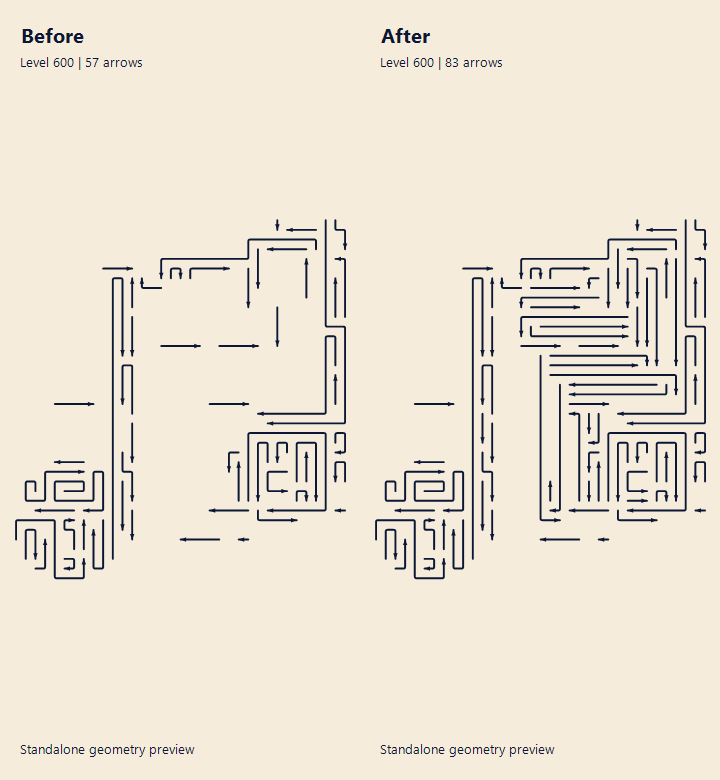 Before
Level 600 | 57 arrows
After
Level 600 | 83 arrows
Standalone geometry preview
Standalone geometry preview